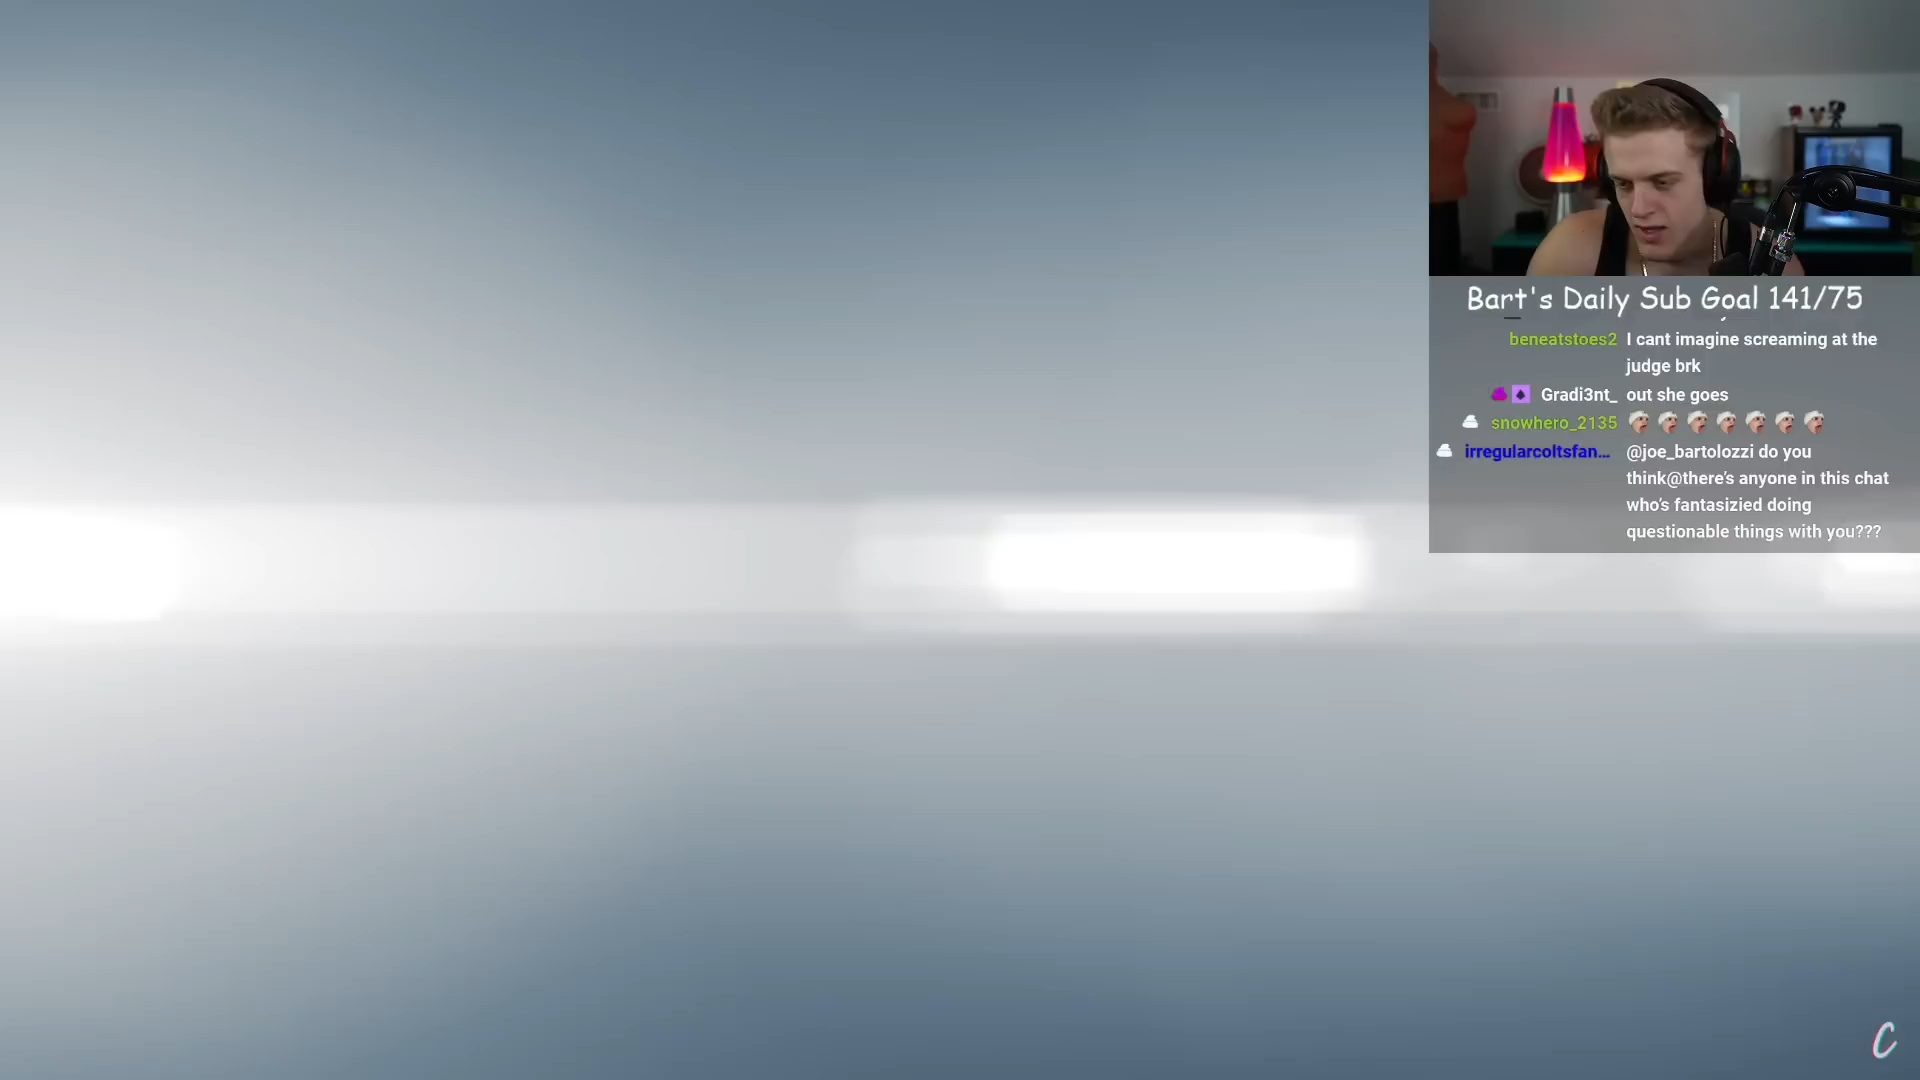 Bart's Daily Sub Goal 141/75
beneatstoes2 I cant imagine screaming at the
judge brk
Gradi3nt_ out she goes
snowhero_2135
irregularcoltsfan... @joe_bartolozzi do you
think@there's anyone in this chat
who's fantasizied doing
questionable things with you???
C